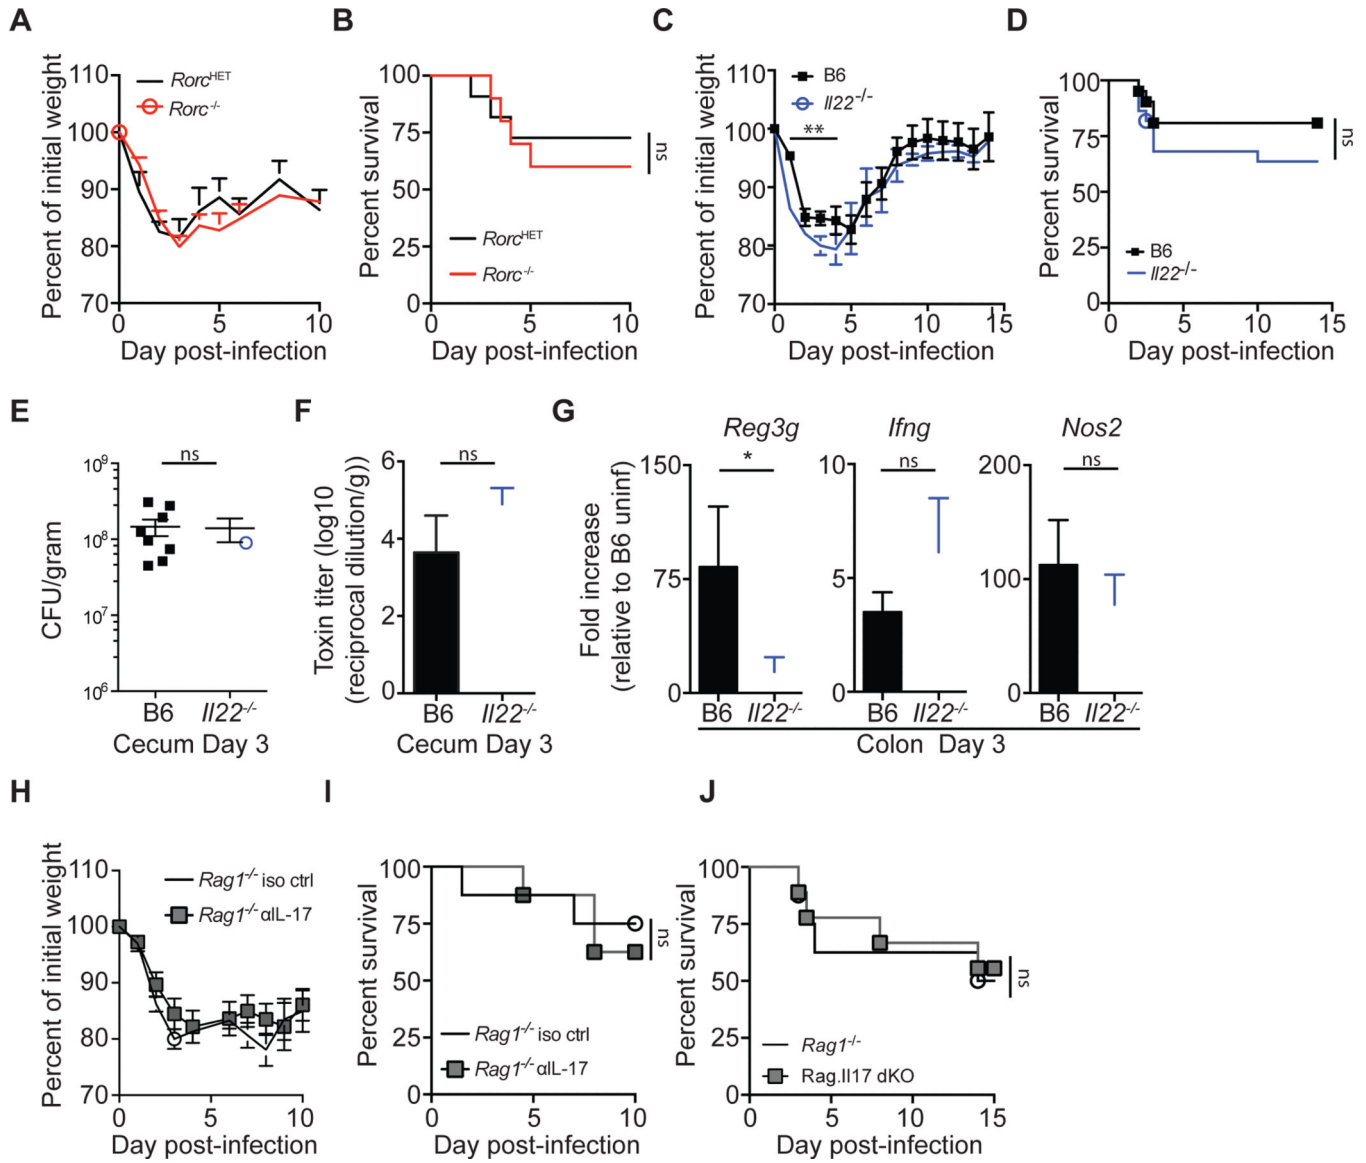 A
Percent of initial weight
110
100
90
80
70
0
5
10
Day post-infection
Rorc^HET
Rorc^-/-
B
Percent survival
100
75
50
25
0
0
5
10
Day post-infection
Rorc^HET
Rorc^-/-
ns
C
Percent of initial weight
110
100
90
80
70
0
5
10
15
Day post-infection
B6
Il22^-/-
**
D
Percent survival
100
75
50
25
0
0
5
10
15
Day post-infection
B6
Il22^-/-
ns
E
CFU/gram
10^9
10^8
10^7
10^6
ns
B6 Il22^-/-
Cecum Day 3
F
Toxin titer (log10
(reciprocal dilution/g))
6
4
2
0
ns
B6 Il22^-/-
Cecum Day 3
G
Fold increase
(relative to B6 uninf)
Reg3g
150
75
0
*
B6 Il22^-/-
Ifng
10
5
0
ns
B6 Il22^-/-
Nos2
200
100
0
ns
B6 Il22^-/-
Colon Day 3
H
Percent of initial weight
110
100
90
80
70
0
5
10
Day post-infection
Rag1^-/- iso ctrl
Rag1^-/- αIL-17
I
Percent survival
100
75
50
25
0
0
5
10
Day post-infection
Rag1^-/- iso ctrl
Rag1^-/- αIL-17
ns
J
Percent survival
100
75
50
25
0
0
5
10
15
Day post-infection
Rag1^-/-
Rag.Il17 dKO
ns